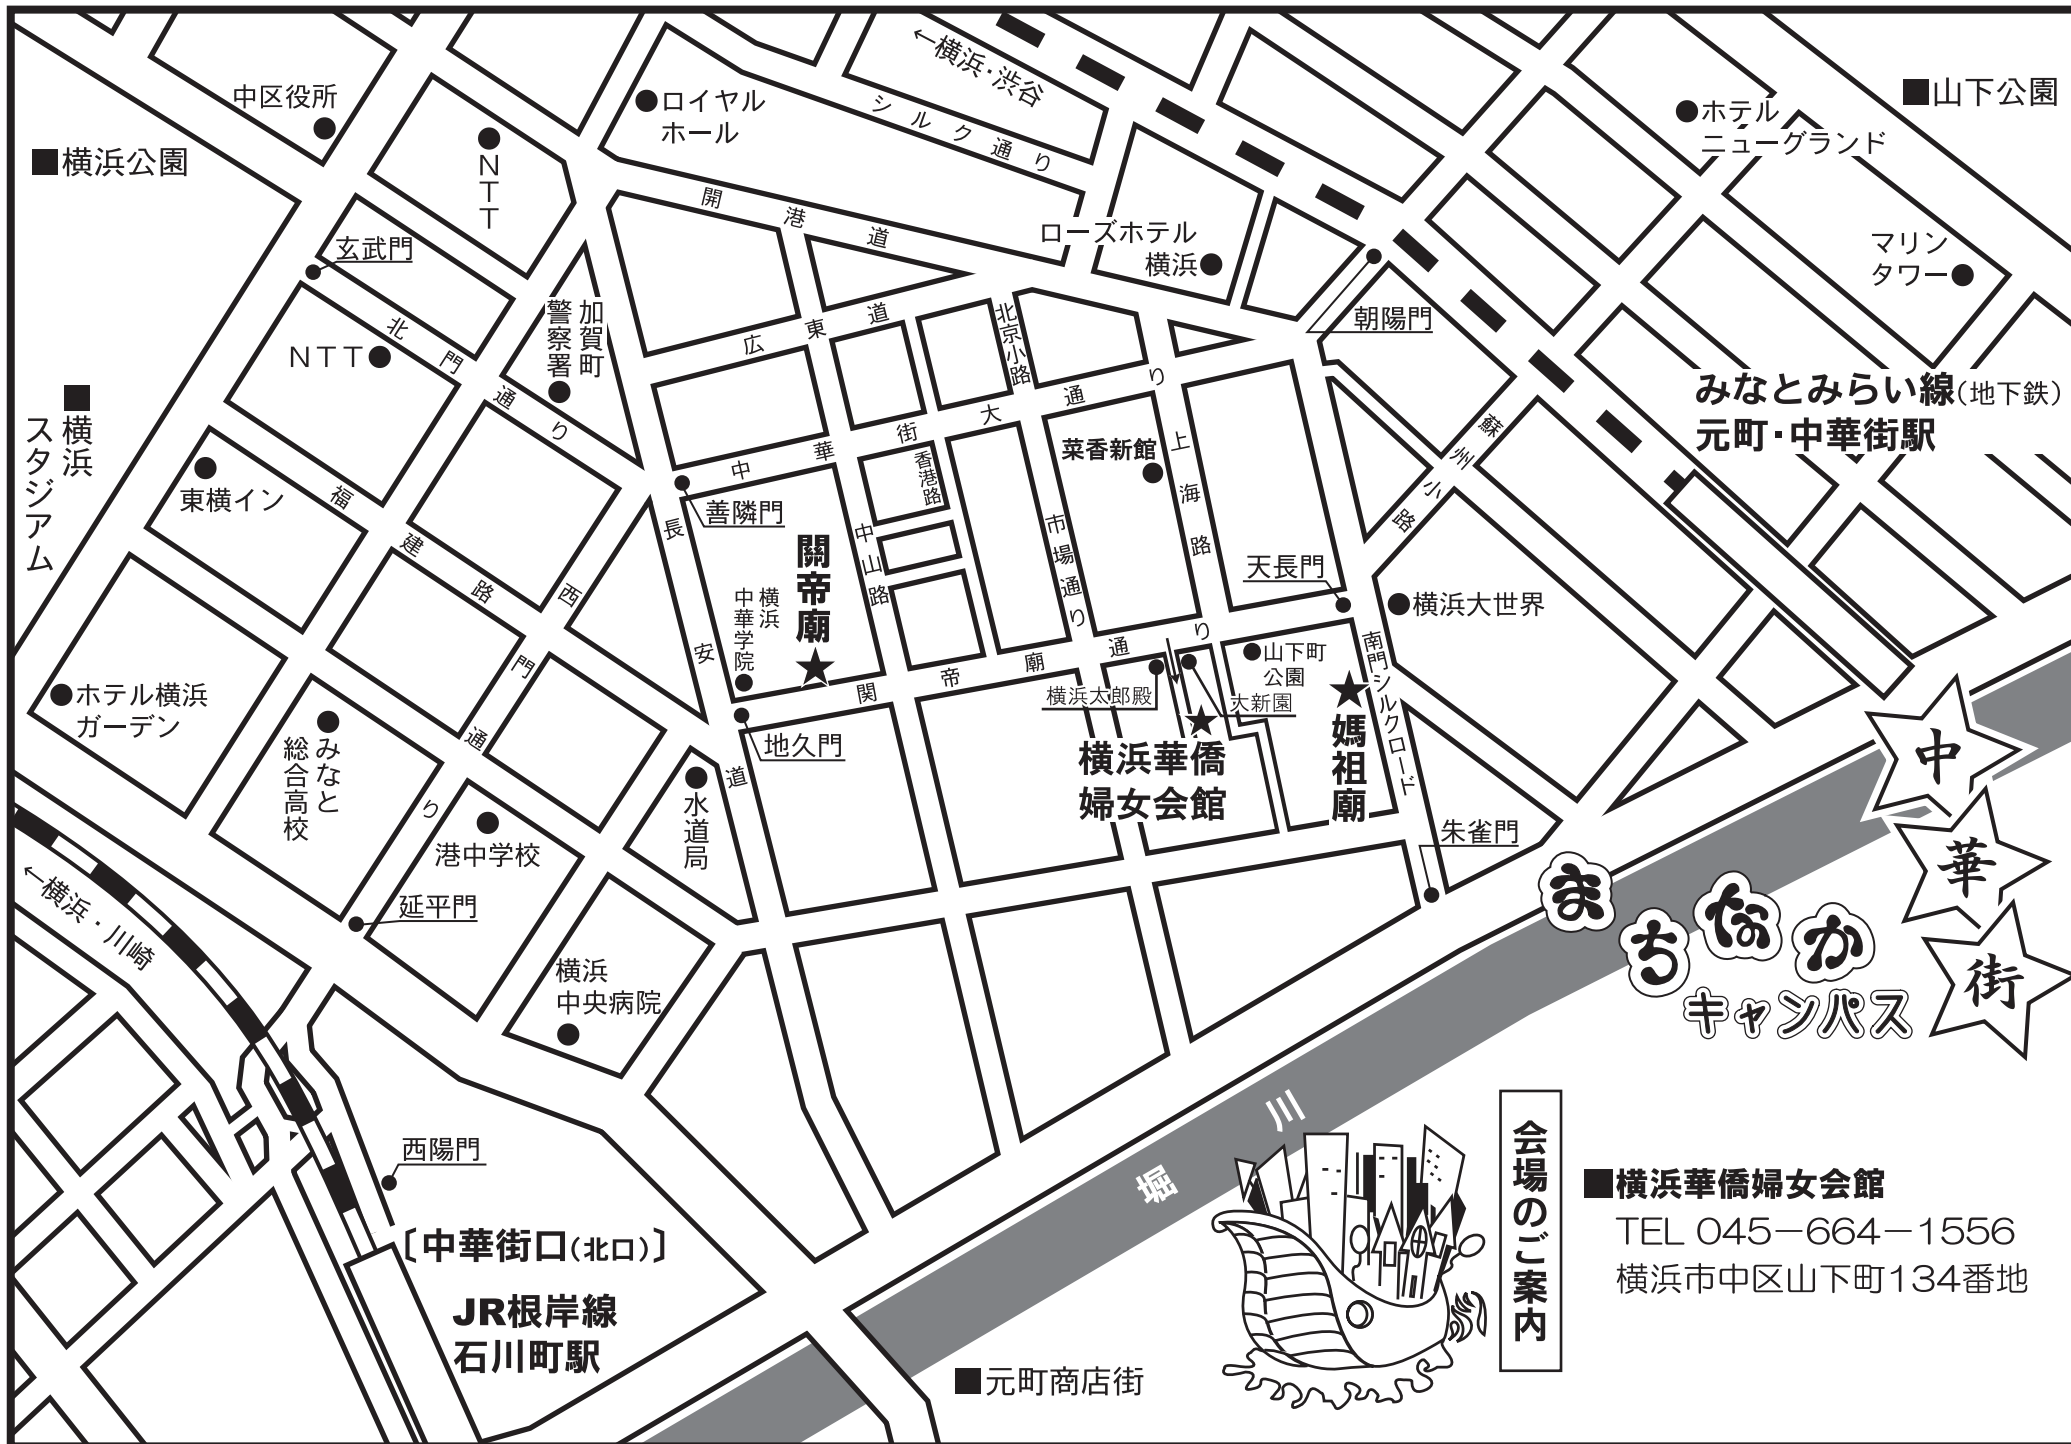 ←横浜・渋谷
中区役所
ロイヤル
ホール
シルク通り
ホテル
ニューグランド
■山下公園
■横浜公園
NTT
開港道
ローズホテル
横浜
マリン
タワー
玄武門
北門通り
加賀町
警察署
広東道
北京小路
朝陽門
NTT
■横浜
スタジアム
みなとみらい線(地下鉄)
元町・中華街駅
中華街大通り
蘇州小路
東横イン
福建路
善隣門
香港路
菜香新館
上海路
長安道
關帝廟
中山路
市場通り
天長門
横浜
中華学院
西門通り
横浜大世界
ホテル横浜
ガーデン
関帝廟通り
山下町
公園
南門シルクロード
横浜太郎殿
大新園
地久門
みなと
総合高校
水道局
横浜華僑
婦女会館
媽祖廟
中
華
街
港中学校
朱雀門
まちなか
キャンパス
←横浜・川崎
延平門
横浜
中央病院
堀川
西陽門
〔中華街口(北口)〕
JR根岸線
石川町駅
■元町商店街
会場のご案内
■横浜華僑婦女会館
TEL 045－664－1556
横浜市中区山下町134番地